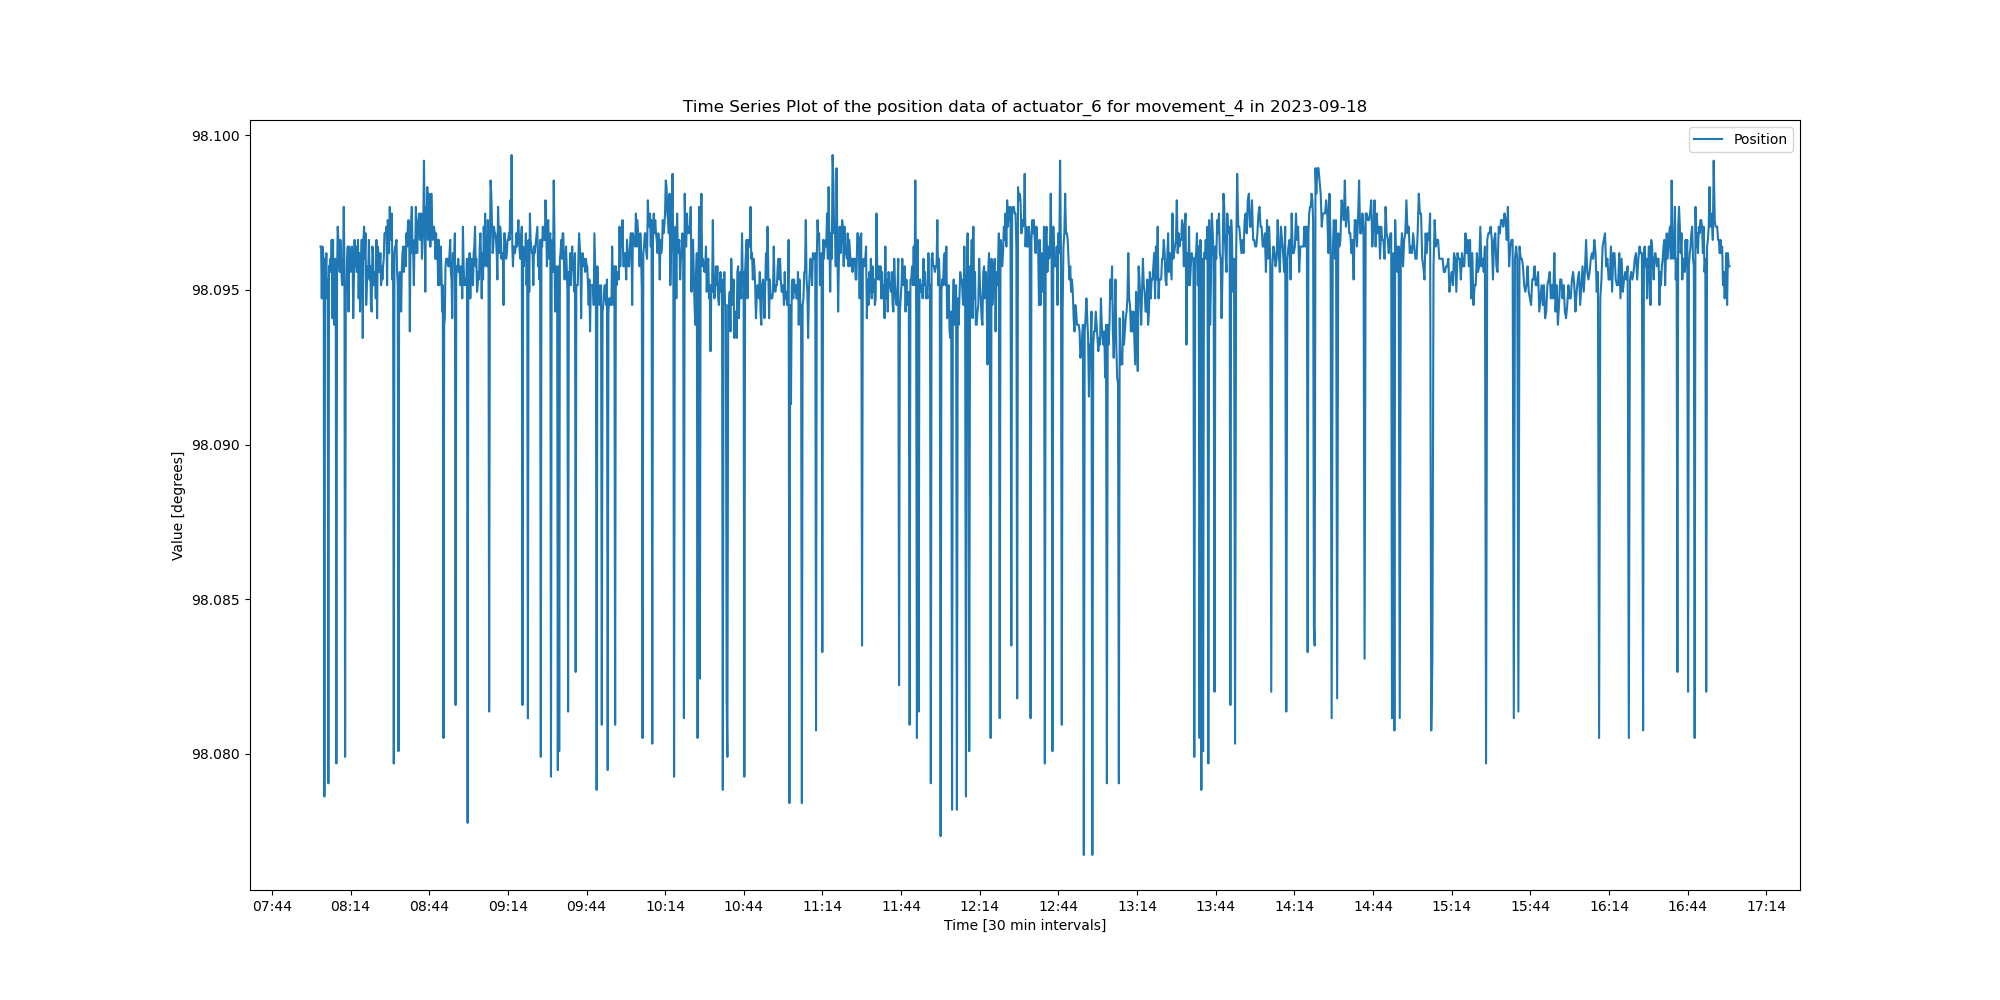 Time Series Plot of the position data of actuator_6 for movement_4 in 2023-09-18
Position
98.100
98.095
98.090
98.085
98.080
Value [degrees]
07:44 08:14 08:44 09:14 09:44 10:14 10:44 11:14 11:44 12:14 12:44 13:14 13:44 14:14 14:44 15:14 15:44 16:14 16:44 17:14
Time [30 min intervals]